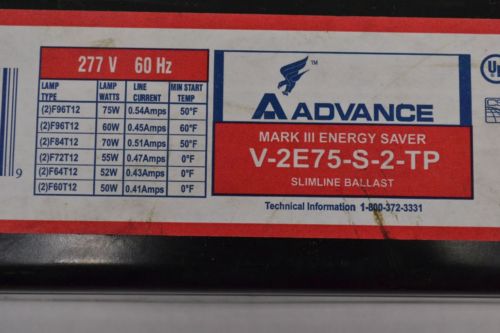 277 V 60 Hz
LAMP TYPE LAMP WATTS LINE CURRENT MIN START TEMP
(2)F96T12 75W 0.54Amps 50°F
(2)F96T12 60W 0.45Amps 60°F
(2)F84T12 70W 0.51Amps 50°F
(2)F72T12 55W 0.47Amps 0°F
(2)F64T12 52W 0.43Amps 0°F
(2)F60T12 50W 0.41Amps 0°F
9
TM
ADVANCE
MARK III ENERGY SAVER
V-2E75-S-2-TP
SLIMLINE BALLAST
Technical Information 1-800-372-3331